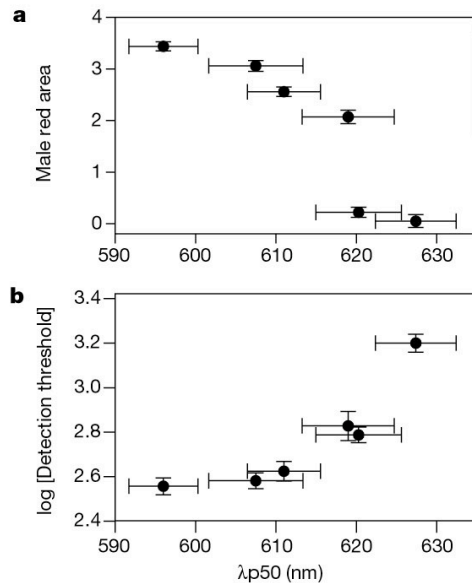 a
4
3
2
1
0
Male red area
590 600 610 620 630
b
3.4
3.2
3.0
2.8
2.6
2.4
log [Detection threshold]
590 600 610 620 630
λp50 (nm)